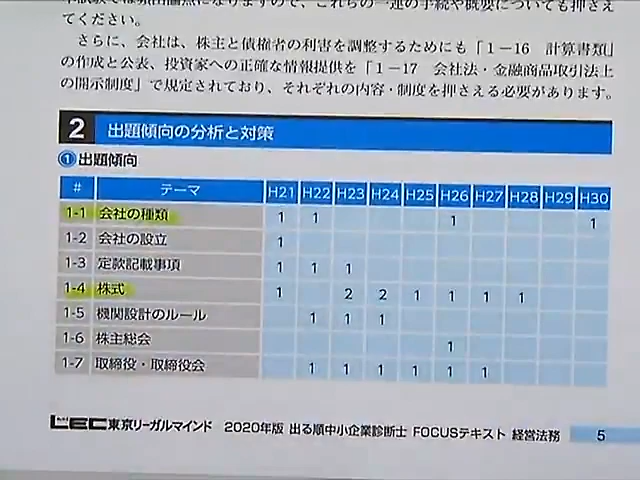 てください。
さらに、会社は、株主と債権者の利害を調整するためにも「1－16　計算書類」
の作成と公表、投資家への正確な情報提供を「1－17　会社法・金融商品取引法上
の開示制度」で規定されており、それぞれの内容・制度を押さえる必要があります。
2 出題傾向の分析と対策
① 出題傾向
# テーマ H21 H22 H23 H24 H25 H26 H27 H28 H29 H30
1-1 会社の種類 1 1 1 1
1-2 会社の設立 1
1-3 定款記載事項 1 1 1
1-4 株式 1 2 2 1 1 1 1
1-5 機関設計のルール 1 1 1
1-6 株主総会 1
1-7 取締役・取締役会 1 1 1 1 1 1
LEC東京リーガルマインド 2020年版 出る順中小企業診断士 FOCUSテキスト 経営法務 5